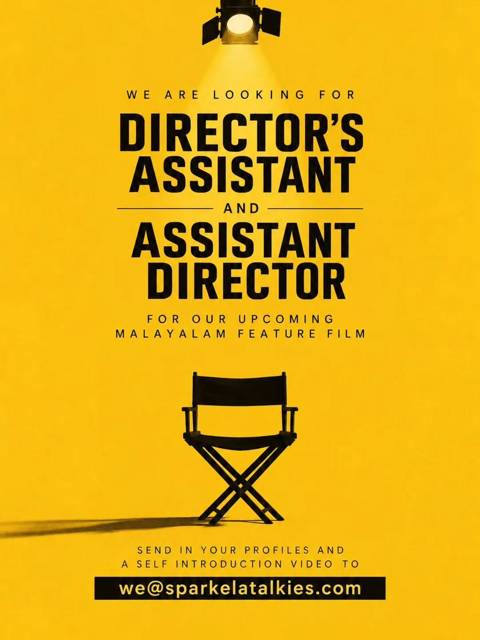 WE ARE LOOKING FOR
DIRECTOR'S
ASSISTANT
AND
ASSISTANT
DIRECTOR
FOR OUR UPCOMING
MALAYALAM FEATURE FILM
SEND IN YOUR PROFILES AND
A SELF INTRODUCTION VIDEO TO
we@sparkelatalkies.com